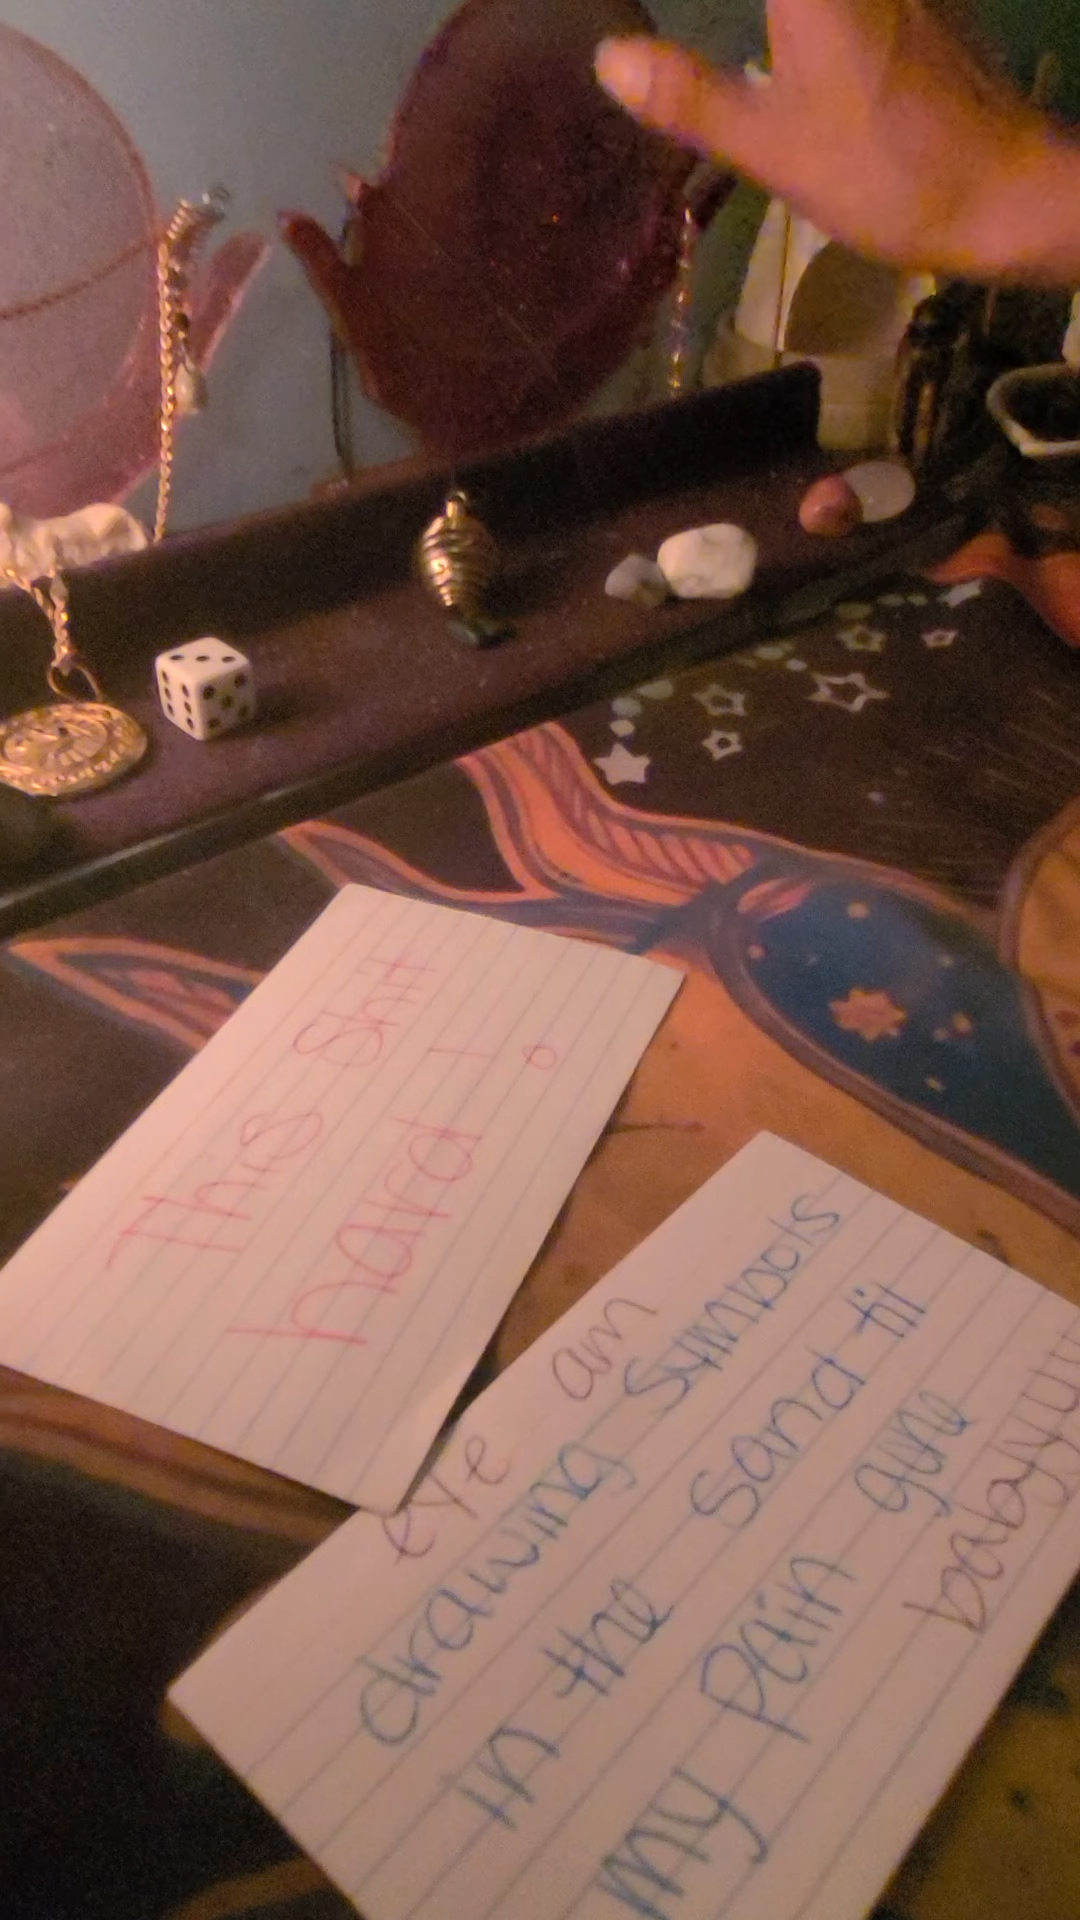 This Shit
hard!
eye am
drawing symbols
in the sand til
my pain gone